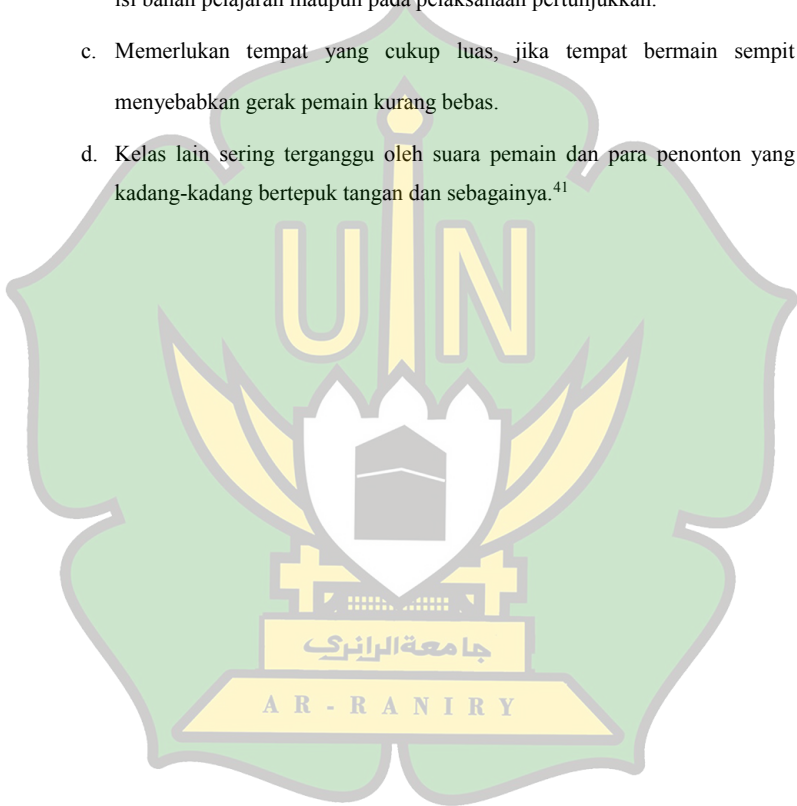 isi bahan pelajaran maupun pada pelaksanaan pertunjukkan.
c. Memerlukan tempat yang cukup luas, jika tempat bermain sempit
menyebabkan gerak pemain kurang bebas.
d. Kelas lain sering terganggu oleh suara pemain dan para penonton yang
kadang-kadang bertepuk tangan dan sebagainya.41
UIN
جامعة الرانري
AR-RANIRY